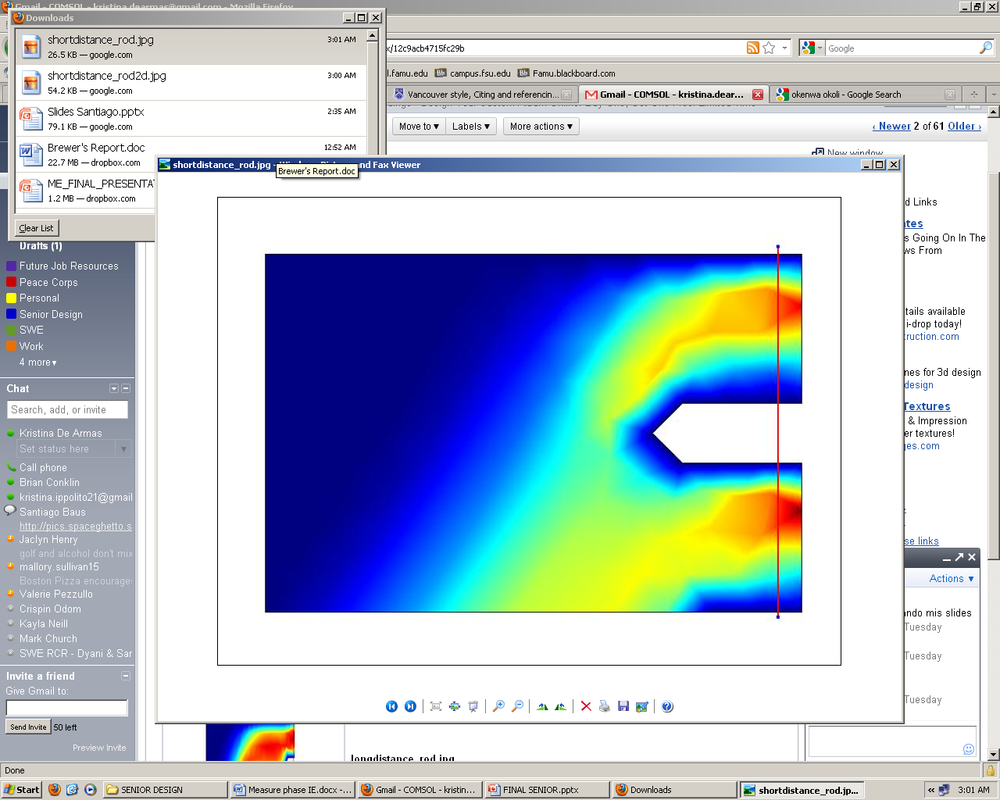 Gmail - COMSOL - kristina.dearmas@gmail.com - Mozilla Firefox
Downloads
shortdistance_rod.jpg 3:01 AM
26.5 KB — google.com
shortdistance_rod2d.jpg 3:00 AM
54.2 KB — google.com
Slides Santiago.pptx 2:35 AM
79.1 KB — google.com
Brewer's Report.doc 12:52 AM
22.7 MB — dropbox.com
ME_FINAL_PRESENTA
1.2 MB — dropbox.com
Clear List
x/12c9acb4715fc29b
Google
l.famu.edu campus.fsu.edu Famu.blackboard.com
Vancouver style, Citing and referencin...
Gmail - COMSOL - kristina.dear...
okenwa okoli - Google Search
Move to Labels More actions
‹ Newer 2 of 61 Older ›
New window
shortdistance_rod.jpg - Windows Picture and Fax Viewer
Brewer's Report.doc
d Links
ates
s Going On In The
ws From
tails available
i-drop today!
truction.com
nes for 3d design
design
Textures
& Impression
er textures!
ges.com
se links
Actions
ando mis slides
Tuesday
Tuesday
Tuesday
Drafts (1)
Future Job Resources
Peace Corps
Personal
Senior Design
SWE
Work
4 more
Chat
Search, add, or invite
Kristina De Armas
Set status here
Call phone
Brian Conklin
kristina.ippolito21@gmail
Santiago Baus
http://pics.spaceghetto.s
Jaclyn Henry
golf and alcohol don't mix
mallory.sullivan15
Boston Pizza encourage
Valerie Pezzullo
Crispin Odom
Kayla Neill
Mark Church
SWE RCR - Dyani & Sar
Invite a friend
Give Gmail to:
Send Invite 50 left
Preview Invite
longdistance_rod.jpg
Done
Start
SENIOR DESIGN
Measure phase IE.docx -...
Gmail - COMSOL - kristin...
FINAL SENIOR.pptx
Downloads
shortdistance_rod.jp...
3:01 AM